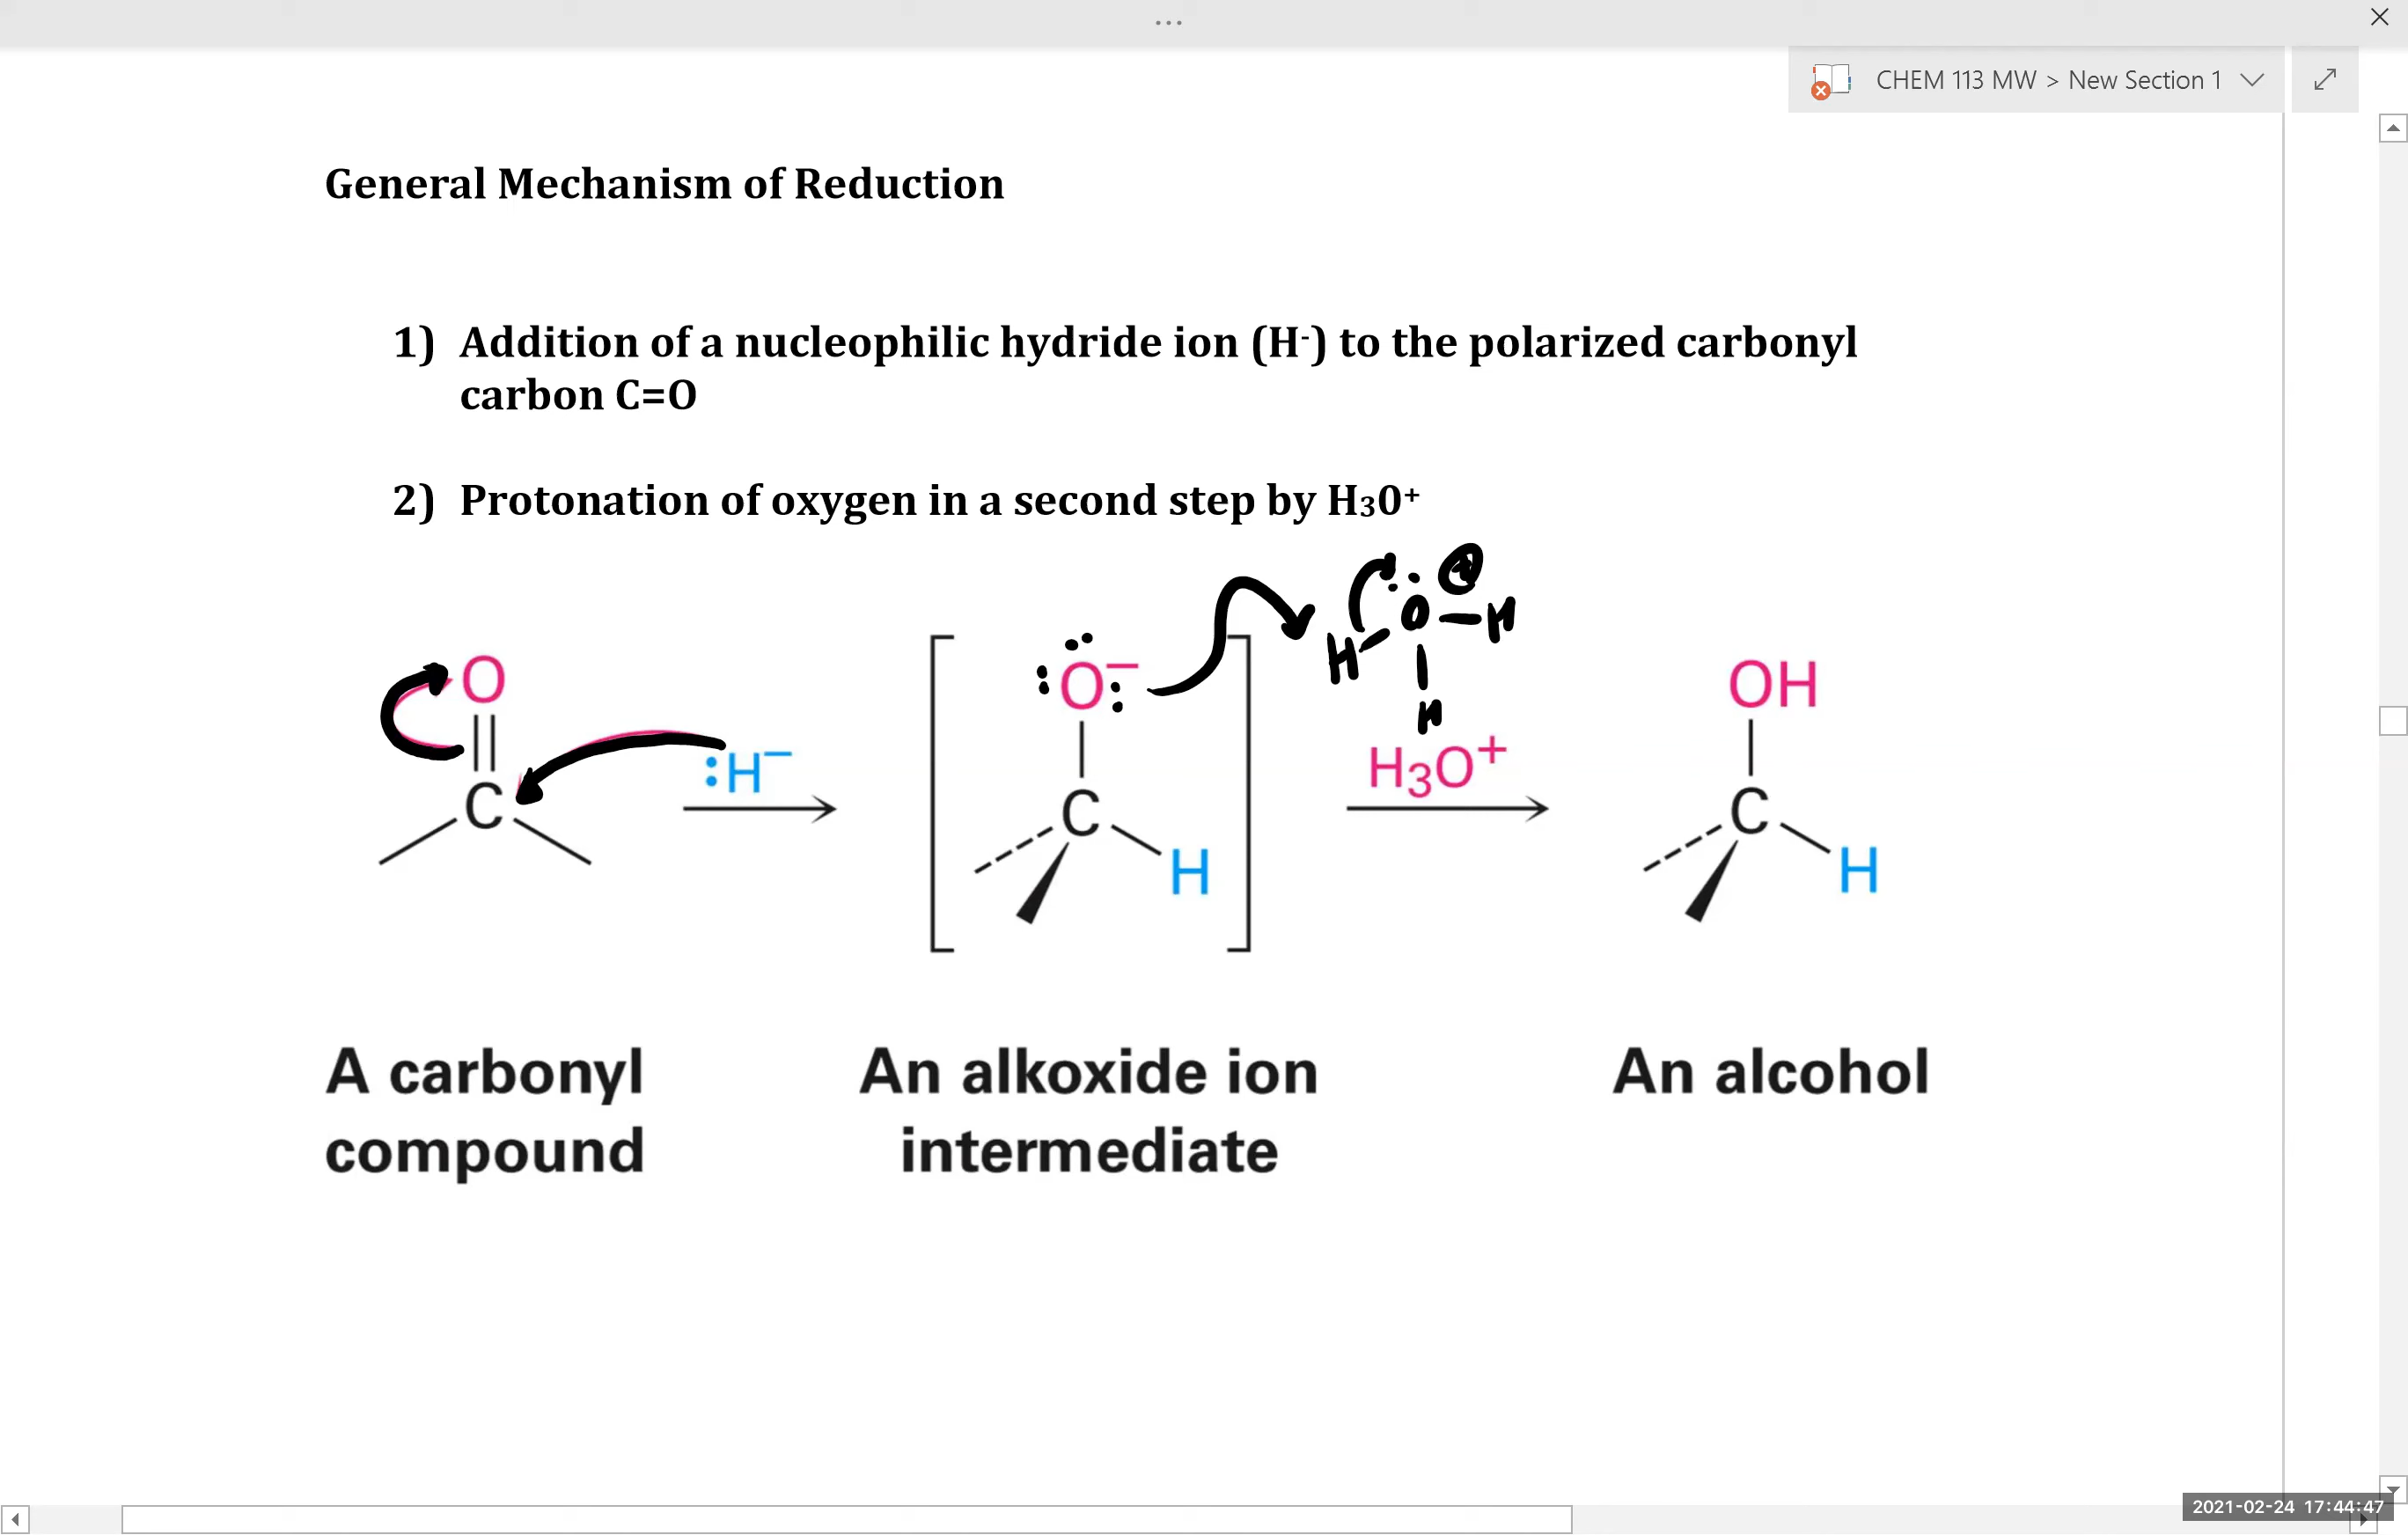 CHEM 113 MW > New Section 1
General Mechanism of Reduction
1) Addition of a nucleophilic hydride ion (H-) to the polarized carbonyl
carbon C=O
2) Protonation of oxygen in a second step by H₃0⁺
O
C
:H⁻
:O:⁻
C
H
H O ⊕ H
H
H₃O⁺
OH
C
H
A carbonyl
compound
An alkoxide ion
intermediate
An alcohol
2021-02-24 17:44:47